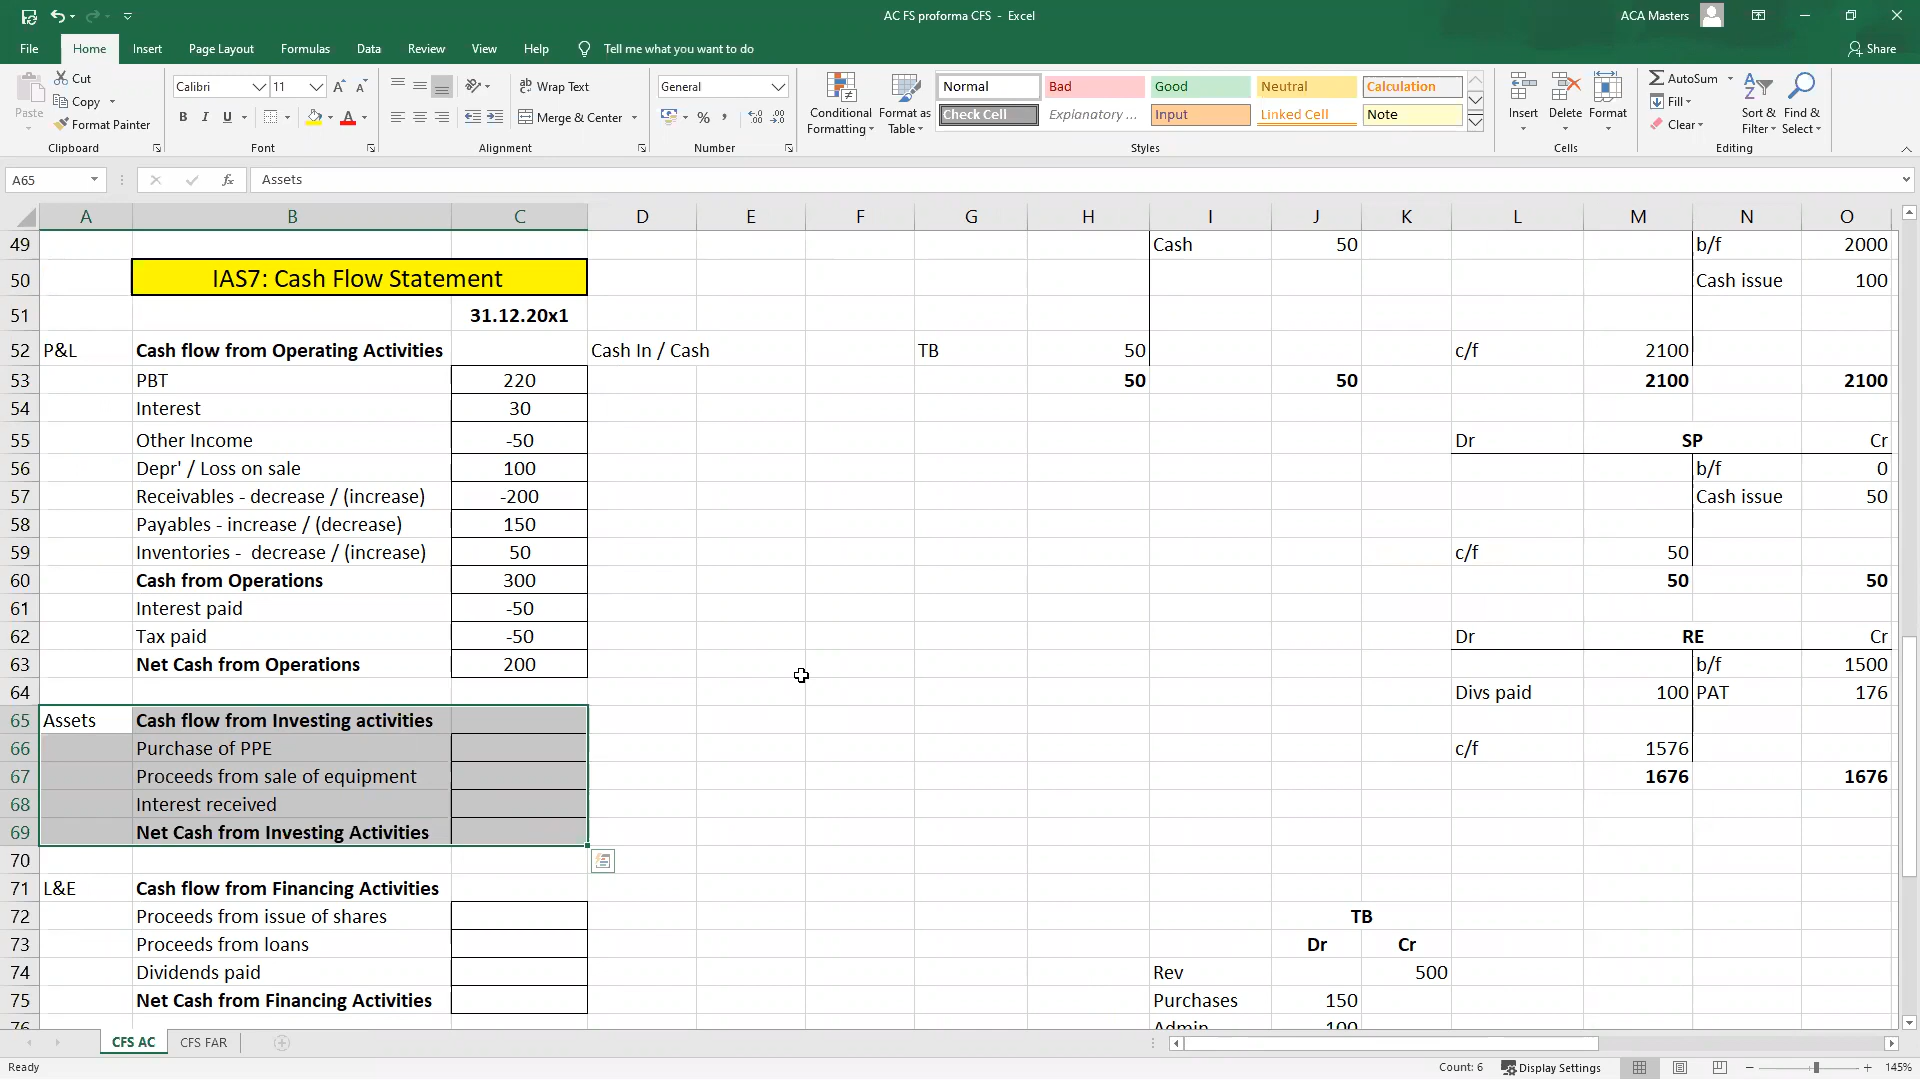 AC FS proforma CFS - Excel
ACA Masters
File Home Insert Page Layout Formulas Data Review View Help Tell me what you want to do Share
Paste
Cut
Copy
Format Painter
Clipboard
Calibri 11
B I U
Font
Wrap Text
Merge & Center
Alignment
General
%
Number
Conditional Formatting
Format as Table
Normal Bad Good Neutral Calculation
Check Cell Explanatory ... Input Linked Cell Note
Styles
Insert Delete Format
Cells
AutoSum
Fill
Clear
Sort & Filter
Find & Select
Editing
A65 fx Assets
A B C D E F G H I J K L M N O
49 Cash 50 b/f 2000
50 IAS7: Cash Flow Statement Cash issue 100
51 31.12.20x1
52 P&L Cash flow from Operating Activities Cash In / Cash TB 50 c/f 2100
53 PBT 220 50 50 2100 2100
54 Interest 30
55 Other Income -50 Dr SP Cr
56 Depr' / Loss on sale 100 b/f 0
57 Receivables - decrease / (increase) -200 Cash issue 50
58 Payables - increase / (decrease) 150
59 Inventories - decrease / (increase) 50 c/f 50
60 Cash from Operations 300 50 50
61 Interest paid -50
62 Tax paid -50 Dr RE Cr
63 Net Cash from Operations 200 b/f 1500
64 Divs paid 100 PAT 176
65 Assets Cash flow from Investing activities
66 Purchase of PPE c/f 1576
67 Proceeds from sale of equipment 1676 1676
68 Interest received
69 Net Cash from Investing Activities
70
71 L&E Cash flow from Financing Activities
72 Proceeds from issue of shares TB
73 Proceeds from loans Dr Cr
74 Dividends paid Rev 500
75 Net Cash from Financing Activities Purchases 150
76 Admin 100
CFS AC CFS FAR
Ready Count: 6 Display Settings 145%